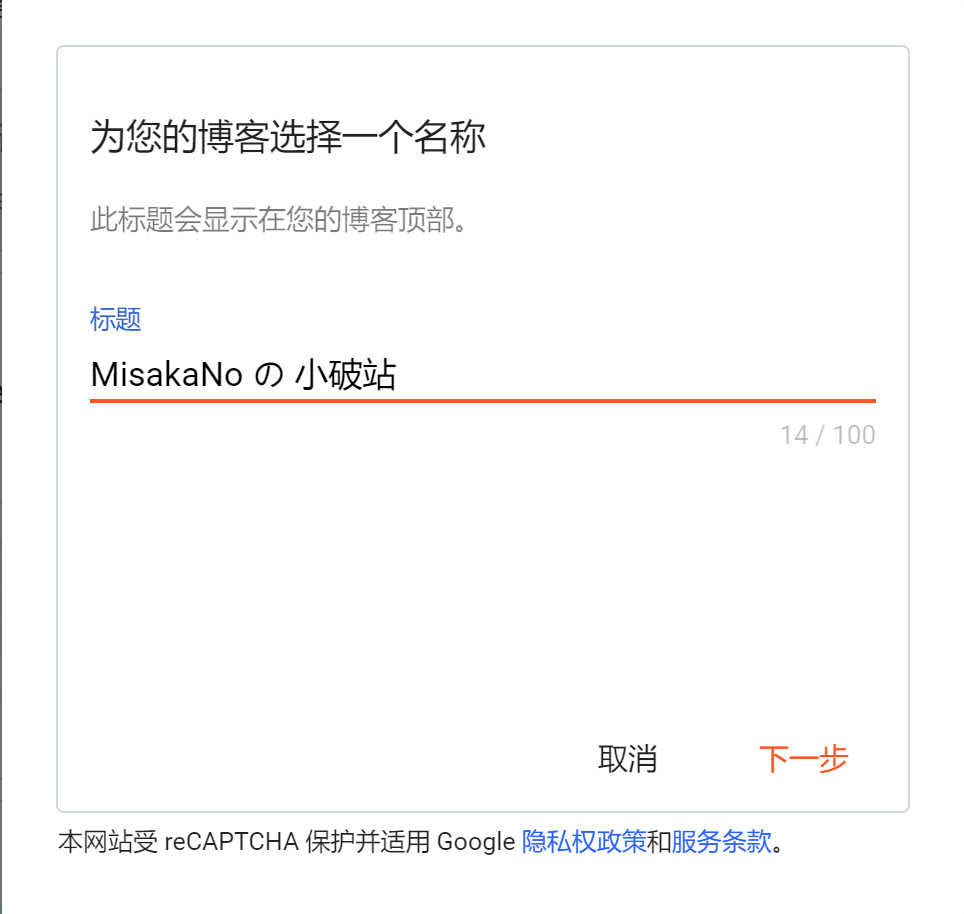 为您的博客选择一个名称
此标题会显示在您的博客顶部。
标题
MisakaNo の 小破站
14 / 100
取消
下一步
本网站受 reCAPTCHA 保护并适用 Google 隐私权政策和服务条款。